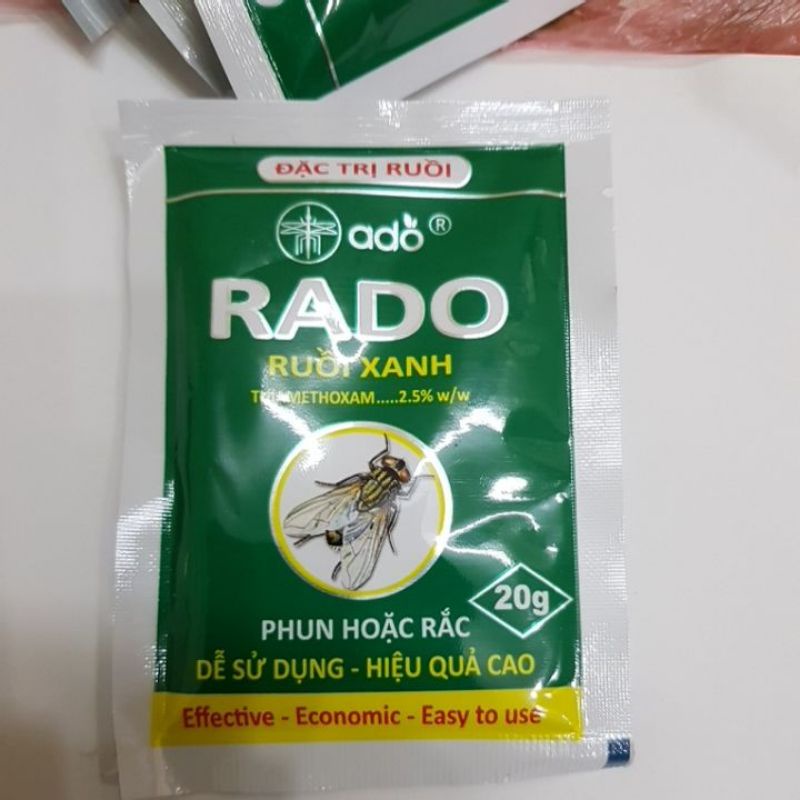 ĐẶC TRỊ RUỒI
ado ®
RADO
RUỒI XANH
THIAMETHOXAM.....2.5% w/w
20g
PHUN HOẶC RẮC
DỄ SỬ DỤNG - HIỆU QUẢ CAO
Effective - Economic - Easy to use